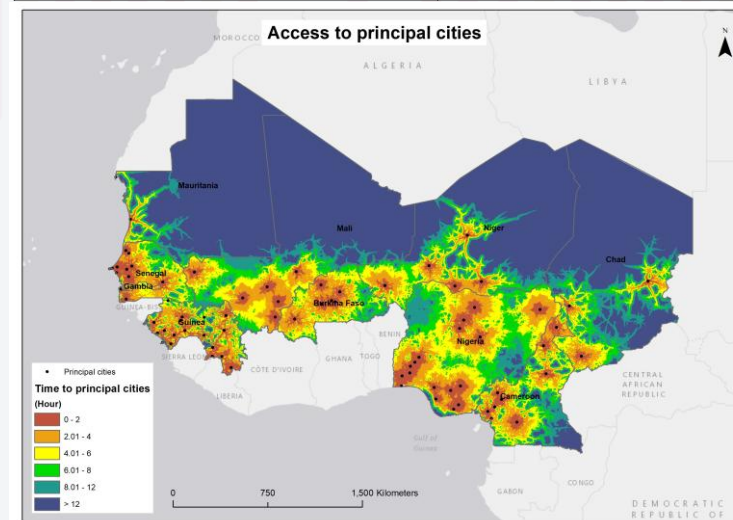 Access to principal cities
N
MOROCCO
ALGERIA
LIBYA
Mauritania
Mali
Niger
Chad
Senegal
Gambia
GUINEA-BIS
Burkina Faso
Guinea
BENIN
Nigeria
SIERRA LEO
GHANA
TOGO
CÔTE D'IVOIRE
LIBERIA
CENTRAL
AFRICAN
REPUBLIC
Cameroon
Gulf of
Guinea
GABON
CONGO
DEMOCRATIC
REPUBLIC OF
Principal cities
Time to principal cities
(Hour)
0 - 2
2.01 - 4
4.01 - 6
6.01 - 8
8.01 - 12
> 12
0 750 1,500 Kilometers